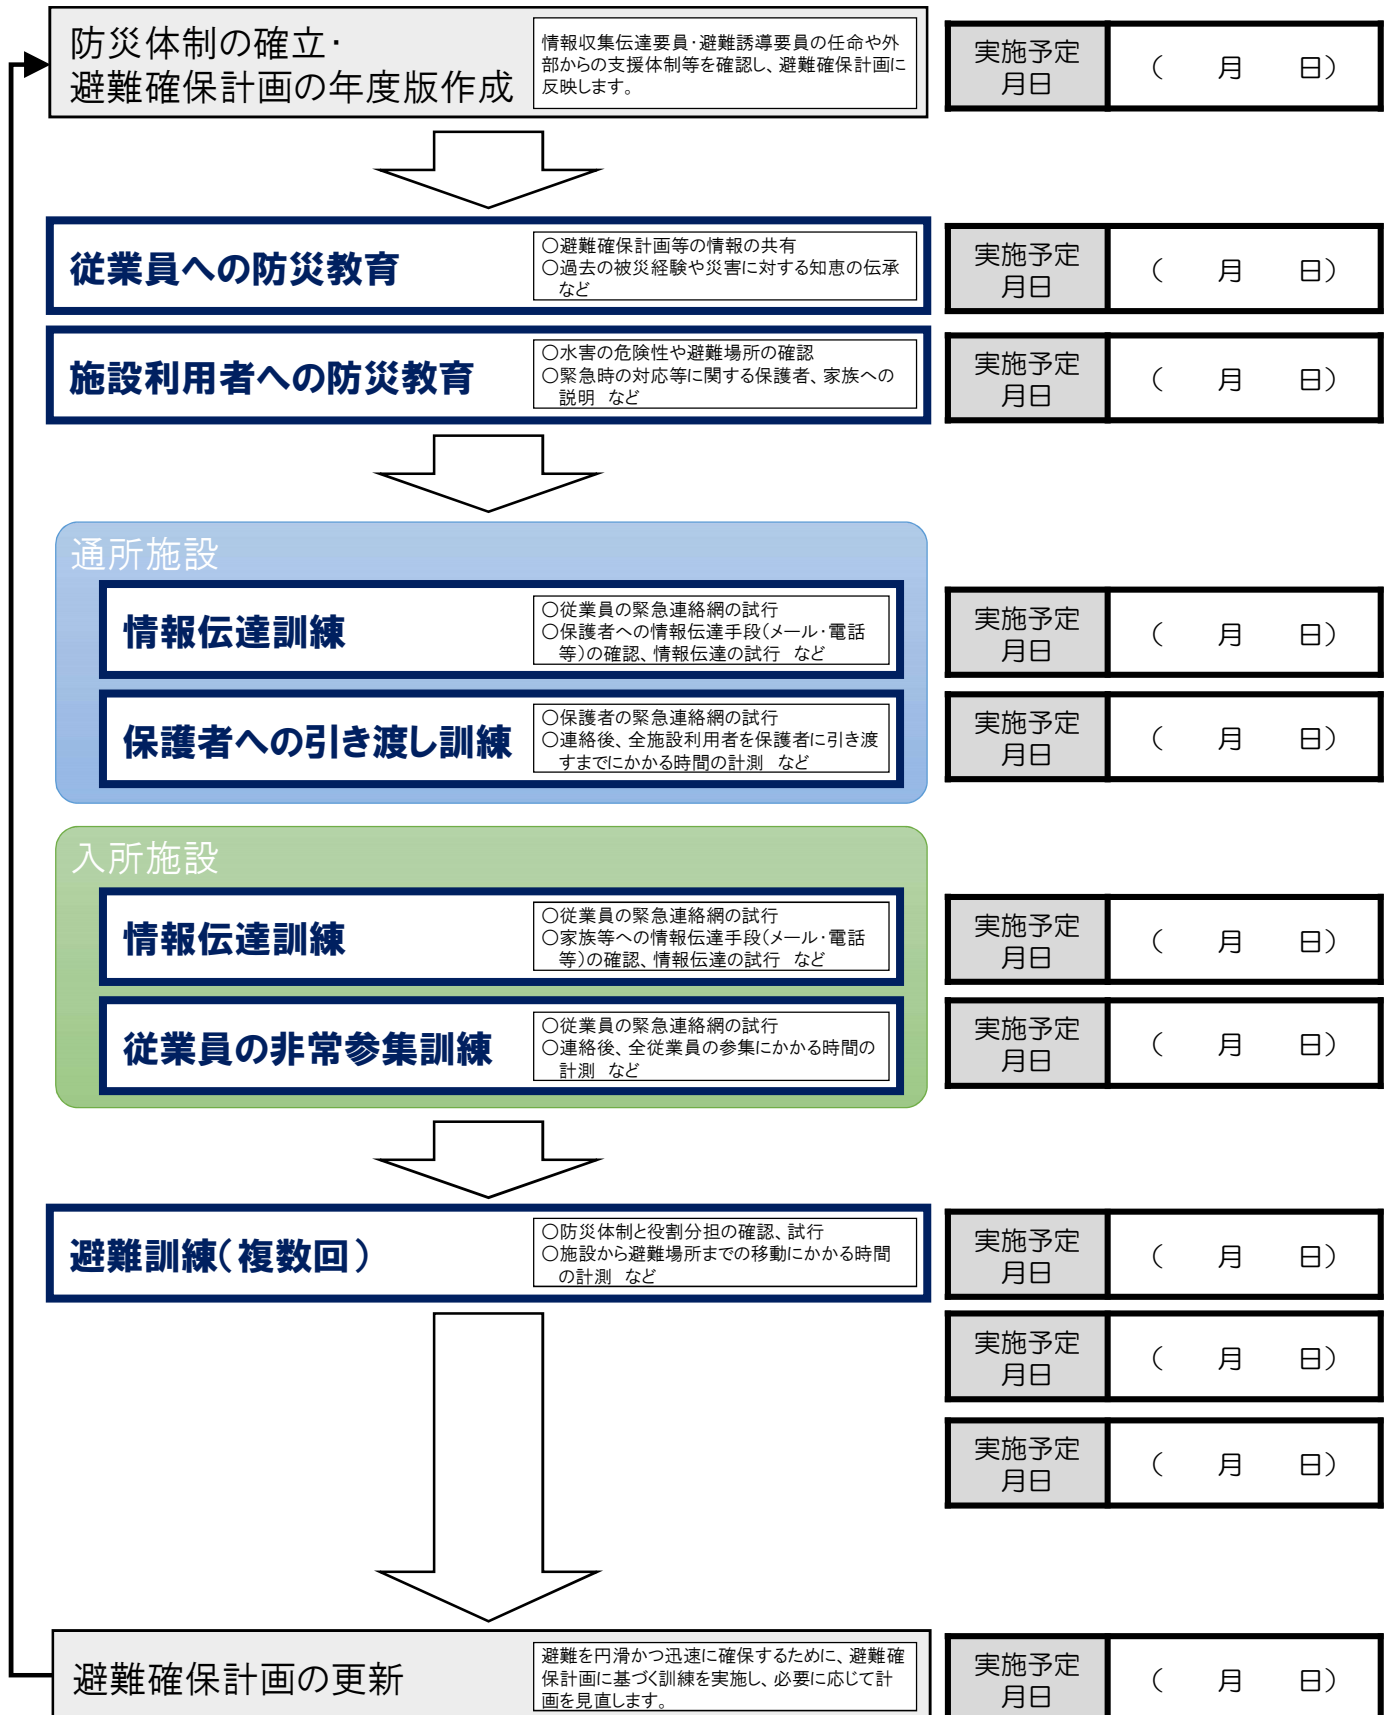 防災体制の確立・
避難確保計画の年度版作成
情報収集伝達要員・避難誘導要員の任命や外
部からの支援体制等を確認し、避難確保計画に
反映します。
実施予定
月日
（　月　日）
従業員への防災教育
○避難確保計画等の情報の共有
○過去の被災経験や災害に対する知恵の伝承
など
実施予定
月日
（　月　日）
施設利用者への防災教育
○水害の危険性や避難場所の確認
○緊急時の対応等に関する保護者、家族への
説明　など
実施予定
月日
（　月　日）
通所施設
情報伝達訓練
○従業員の緊急連絡網の試行
○保護者への情報伝達手段（メール・電話
等）の確認、情報伝達の試行　など
実施予定
月日
（　月　日）
保護者への引き渡し訓練
○保護者の緊急連絡網の試行
○連絡後、全施設利用者を保護者に引き渡
すまでにかかる時間の計測　など
実施予定
月日
（　月　日）
入所施設
情報伝達訓練
○従業員の緊急連絡網の試行
○家族等への情報伝達手段（メール・電話
等）の確認、情報伝達の試行　など
実施予定
月日
（　月　日）
従業員の非常参集訓練
○従業員の緊急連絡網の試行
○連絡後、全従業員の参集にかかる時間の
計測　など
実施予定
月日
（　月　日）
避難訓練（複数回）
○防災体制と役割分担の確認、試行
○施設から避難場所までの移動にかかる時間
の計測　など
実施予定
月日
（　月　日）
実施予定
月日
（　月　日）
実施予定
月日
（　月　日）
避難確保計画の更新
避難を円滑かつ迅速に確保するために、避難確
保計画に基づく訓練を実施し、必要に応じて計
画を見直します。
実施予定
月日
（　月　日）